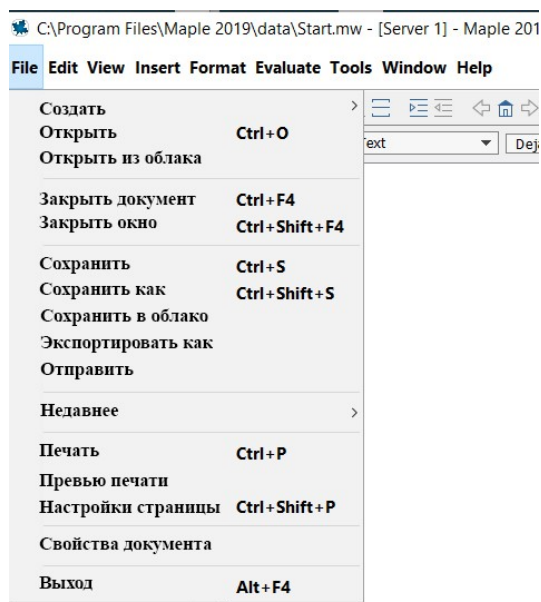 C:\Program Files\Maple 2019\data\Start.mw - [Server 1] - Maple 201
File Edit View Insert Format Evaluate Tools Window Help
Создать
Открыть Ctrl+O
ext
Deja
Открыть из облака
Закрыть документ Ctrl+F4
Закрыть окно Ctrl+Shift+F4
Сохранить Ctrl+S
Сохранить как Ctrl+Shift+S
Сохранить в облако
Экспортировать как
Отправить
Недавнее
Печать Ctrl+P
Превью печати
Настройки страницы Ctrl+Shift+P
Свойства документа
Выход Alt+F4